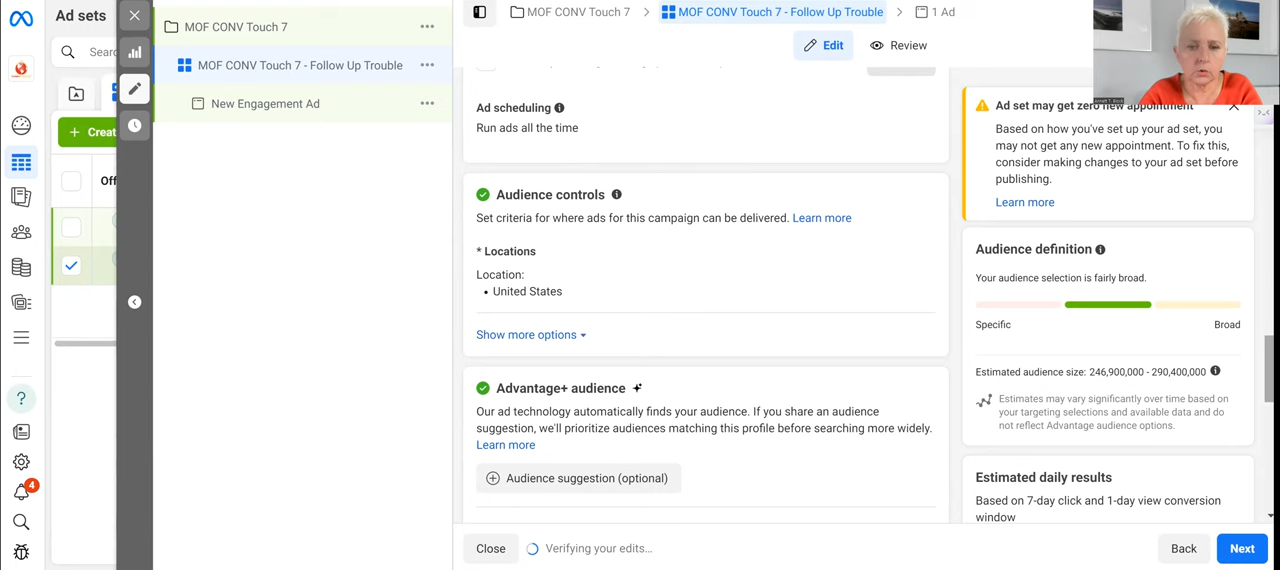 Ad sets
MOF CONV Touch 7
MOF CONV Touch 7 - Follow Up Trouble
New Engagement Ad
Sear
Creat
Off
4
MOF CONV Touch 7 > MOF CONV Touch 7 - Follow Up Trouble > 1 Ad
Edit
Review
Ad scheduling
Run ads all the time
Audience controls
Set criteria for where ads for this campaign can be delivered. Learn more
* Locations
Location:
• United States
Show more options
Advantage+ audience
Our ad technology automatically finds your audience. If you share an audience
suggestion, we'll prioritize audiences matching this profile before searching more widely.
Learn more
Audience suggestion (optional)
Ad set may get zero new appointment
Based on how you've set up your ad set, you
may not get any new appointment. To fix this,
consider making changes to your ad set before
publishing.
Learn more
Audience definition
Your audience selection is fairly broad.
Specific Broad
Estimated audience size: 246,900,000 - 290,400,000
Estimates may vary significantly over time based on
your targeting selections and available data and do
not reflect Advantage audience options.
Estimated daily results
Based on 7-day click and 1-day view conversion
window
Close
Verifying your edits...
Back
Next